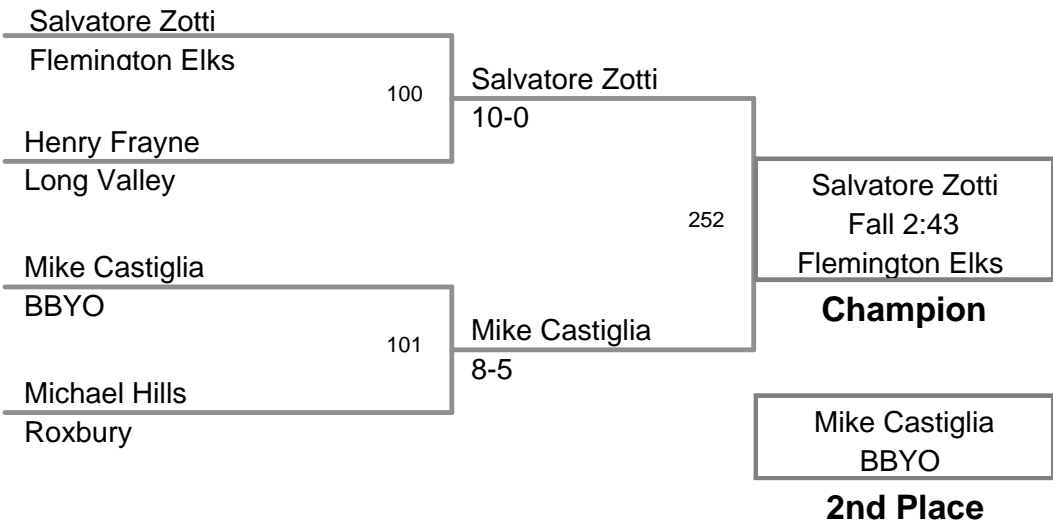 Salvatore Zotti
Flemington Elks
100
Henry Frayne
Long Valley
Salvatore Zotti
10-0
Mike Castiglia
BBYO
101
Michael Hills
Roxbury
Mike Castiglia
8-5
252
Salvatore Zotti
Fall 2:43
Flemington Elks
Champion
Mike Castiglia
BBYO
2nd Place